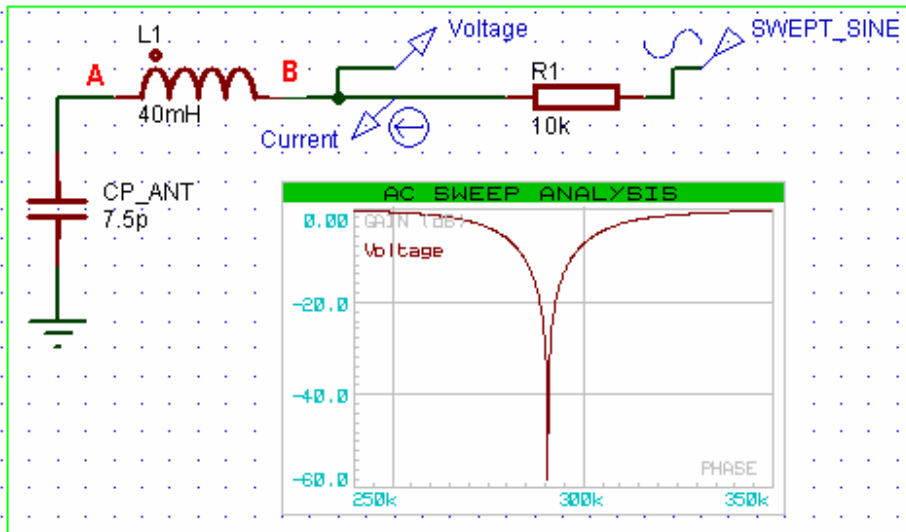 L1
Voltage
SWEPT_SINE
A
B
R1
40mH
Current
10k
CP_ANT
7.5p
AC SWEEP ANALYSIS
0.00
GAIN (dB)
Voltage
-20.0
-40.0
-60.0
PHASE
250k
300k
350k